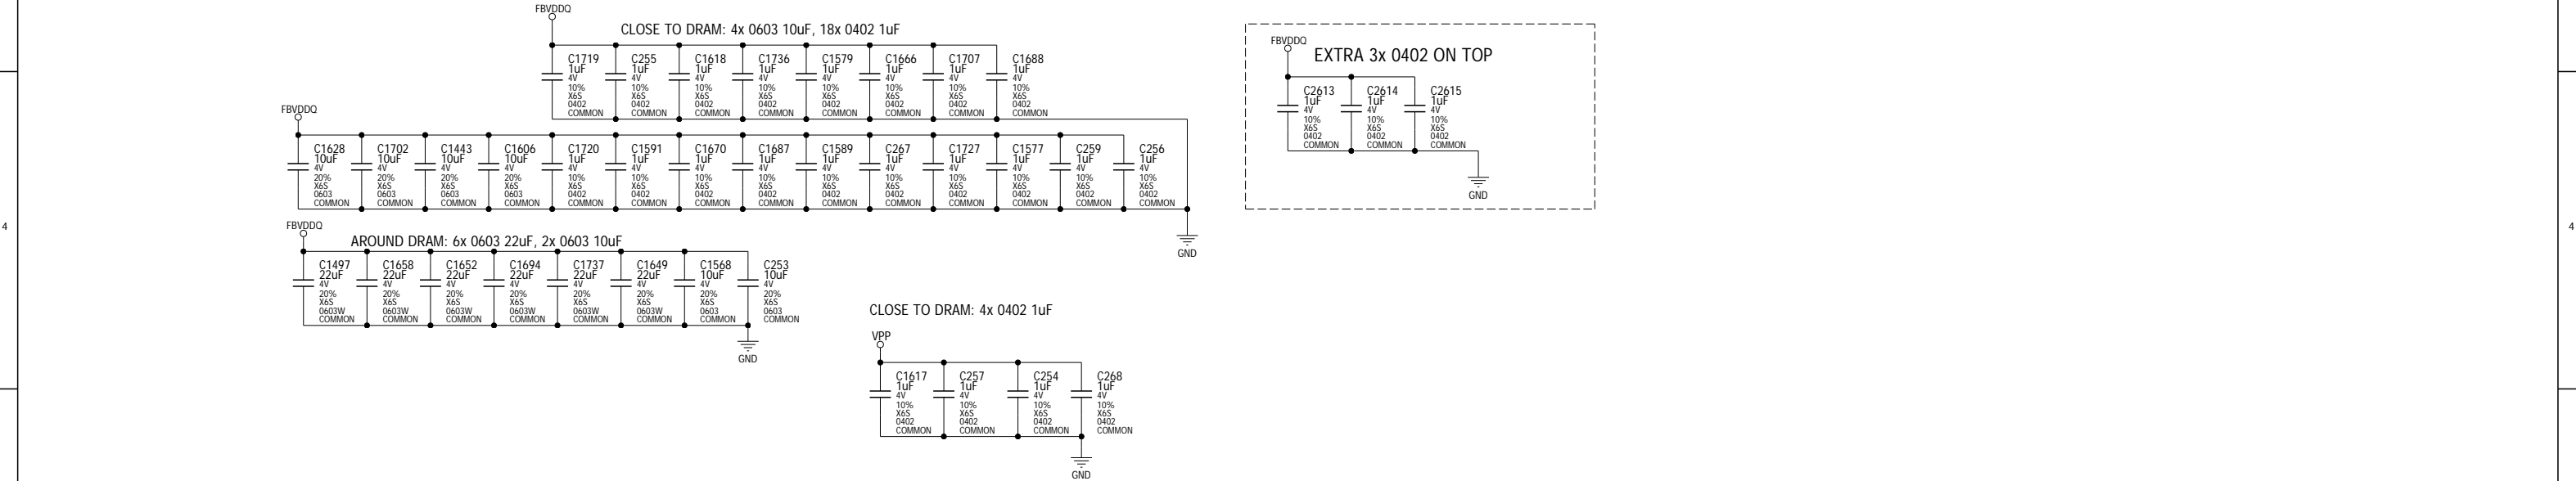 FBVDDQ
CLOSE TO DRAM: 4x 0603 10uF, 18x 0402 1uF
C1719 C255 C1618 C1736 C1579 C1666 C1707 C1688
1uF 1uF 1uF 1uF 1uF 1uF 1uF 1uF
4V 4V 4V 4V 4V 4V 4V 4V
10% 10% 10% 10% 10% 10% 10% 10%
X6S X6S X6S X6S X6S X6S X6S X6S
0402 0402 0402 0402 0402 0402 0402 0402
COMMON COMMON COMMON COMMON COMMON COMMON COMMON COMMON
FBVDDQ
EXTRA 3x 0402 ON TOP
C2613 C2614 C2615
1uF 1uF 1uF
4V 4V 4V
10% 10% 10%
X6S X6S X6S
0402 0402 0402
COMMON COMMON COMMON
GND
FBVDDQ
C1628 C1702 C1443 C1606 C1720 C1591 C1670 C1687 C1589 C267 C1727 C1577 C259 C256
10uF 10uF 10uF 10uF 1uF 1uF 1uF 1uF 1uF 1uF 1uF 1uF 1uF 1uF
4V 4V 4V 4V 4V 4V 4V 4V 4V 4V 4V 4V 4V 4V
20% 20% 20% 20% 10% 10% 10% 10% 10% 10% 10% 10% 10% 10%
X6S X6S X6S X6S X6S X6S X6S X6S X6S X6S X6S X6S X6S X6S
0603 0603 0603 0603 0402 0402 0402 0402 0402 0402 0402 0402 0402 0402
COMMON COMMON COMMON COMMON COMMON COMMON COMMON COMMON COMMON COMMON COMMON COMMON COMMON COMMON
GND
4 4
FBVDDQ
AROUND DRAM: 6x 0603 22uF, 2x 0603 10uF
C1497 C1658 C1652 C1694 C1737 C1649 C1568 C253
22uF 22uF 22uF 22uF 22uF 22uF 10uF 10uF
4V 4V 4V 4V 4V 4V 4V 4V
20% 20% 20% 20% 20% 20% 20% 20%
X6S X6S X6S X6S X6S X6S X6S X6S
0603W 0603W 0603W 0603W 0603W 0603W 0603 0603
COMMON COMMON COMMON COMMON COMMON COMMON COMMON COMMON
GND
CLOSE TO DRAM: 4x 0402 1uF
VPP
C1617 C257 C254 C268
1uF 1uF 1uF 1uF
4V 4V 4V 4V
10% 10% 10% 10%
X6S X6S X6S X6S
0402 0402 0402 0402
COMMON COMMON COMMON COMMON
GND